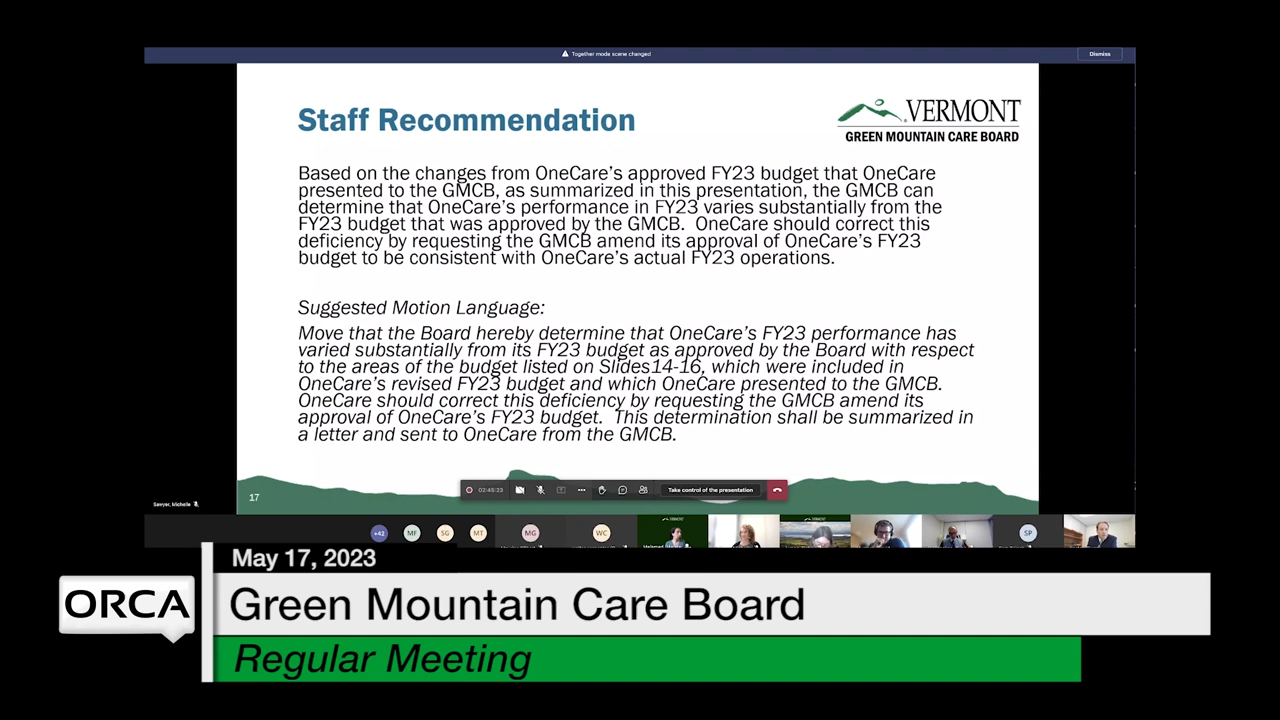 Together mode scene changed
Dismiss
Staff Recommendation
VERMONT
GREEN MOUNTAIN CARE BOARD
Based on the changes from OneCare's approved FY23 budget that OneCare
presented to the GMCB, as summarized in this presentation, the GMCB can
determine that OneCare's performance in FY23 varies substantially from the
FY23 budget that was approved by the GMCB. OneCare should correct this
deficiency by requesting the GMCB amend its approval of OneCare's FY23
budget to be consistent with OneCare's actual FY23 operations.
Suggested Motion Language:
Move that the Board hereby determine that OneCare's FY23 performance has
varied substantially from its FY23 budget as approved by the Board with respect
to the areas of the budget listed on Slides14-16, which were included in
OneCare's revised FY23 budget and which OneCare presented to the GMCB.
OneCare should correct this deficiency by requesting the GMCB amend its
approval of OneCare's FY23 budget. This determination shall be summarized in
a letter and sent to OneCare from the GMCB.
17
Take control of the presentation
Sawyer, Michelle
+42
MF
SG
MT
MG
WC
SP
May 17, 2023
ORCA
Green Mountain Care Board
Regular Meeting